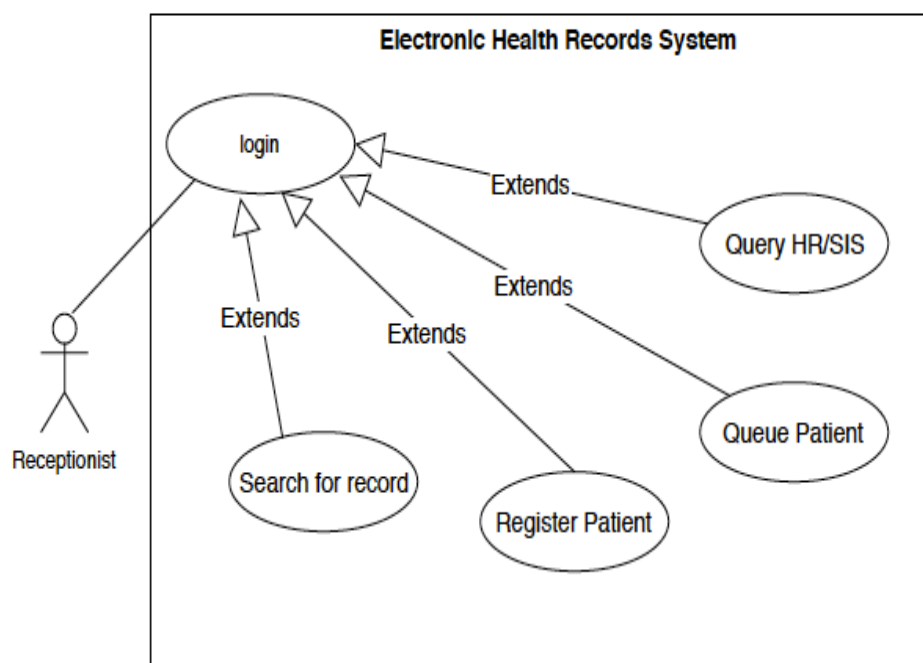 Electronic Health Records System
login
Extends
Query HR/SIS
Extends
Extends
Extends
Queue Patient
Receptionist
Search for record
Register Patient